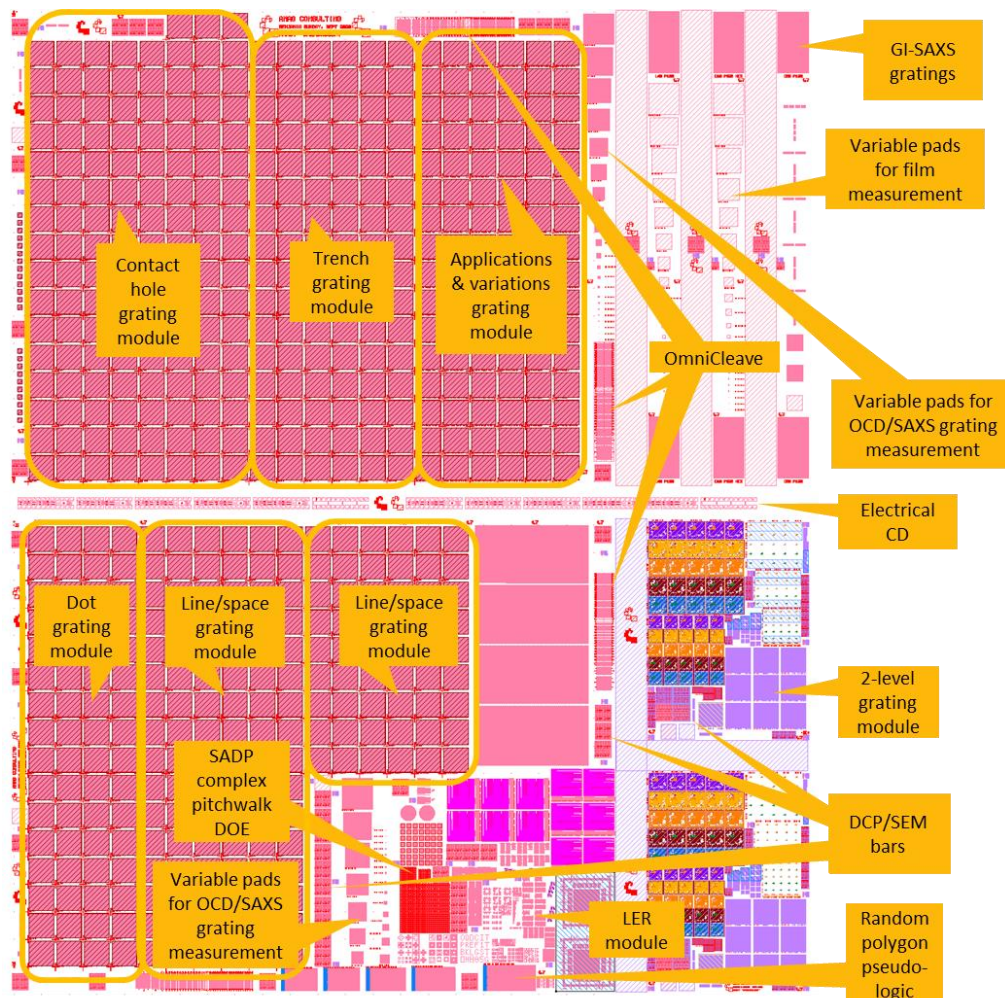 AMAG CONSULTING
GI-SAXS
gratings
Variable pads
for film
measurement
Contact
hole
grating
module
Trench
grating
module
Applications
& variations
grating
module
OmniCleave
Variable pads for
OCD/SAXS grating
measurement
Electrical
CD
Dot
grating
module
Line/space
grating
module
Line/space
grating
module
2-level
grating
module
SADP
complex
pitchwalk
DOE
DCP/SEM
bars
Variable pads
for OCD/SAXS
grating
measurement
LER
module
Random
polygon
pseudo-
logic